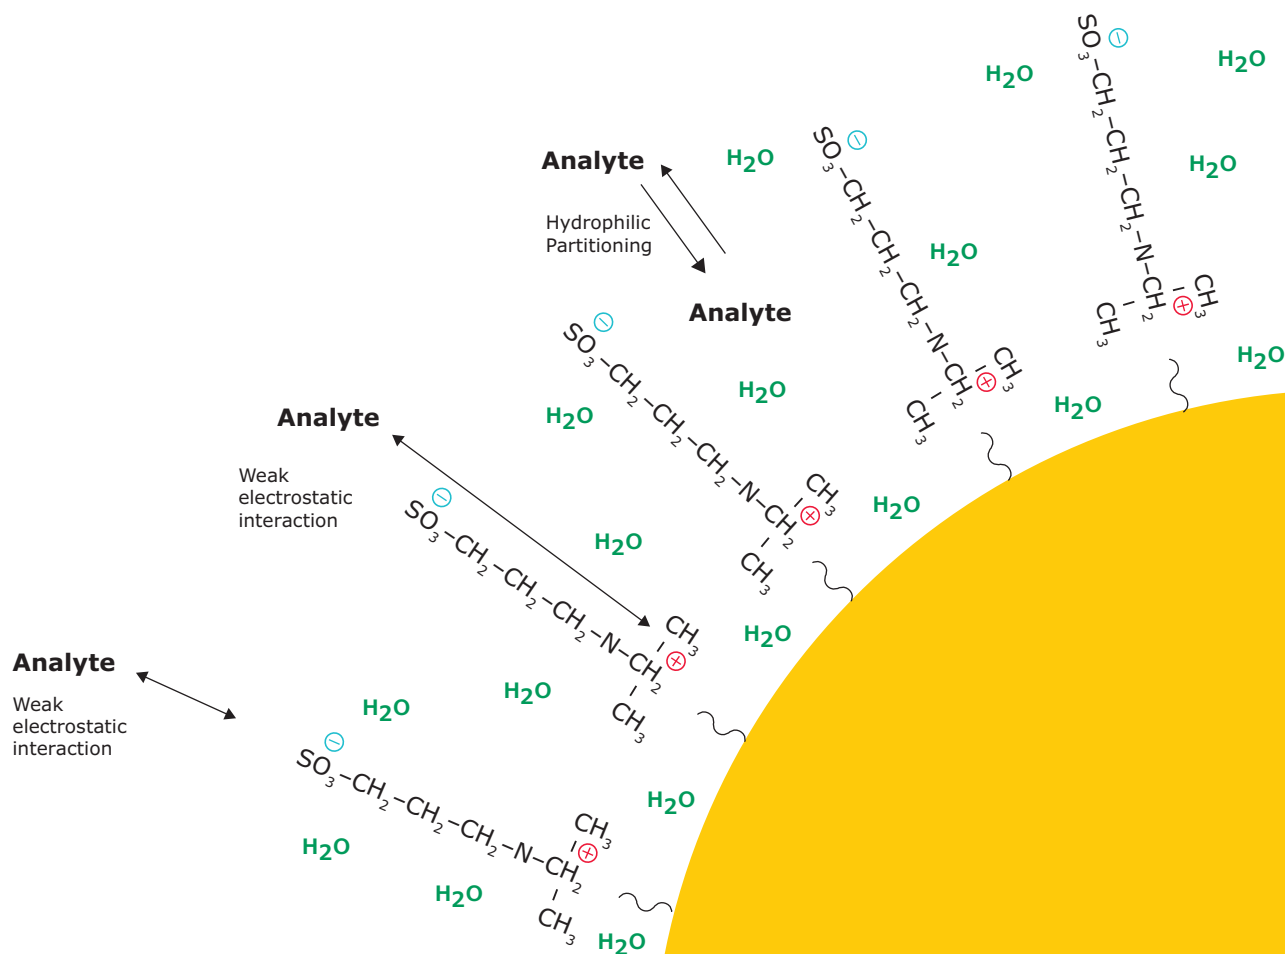 SO₃–CH₂–CH₂–CH₂–N–CH₂
⊖
CH₃
CH₃
⊕
H₂O
H₂O
H₂O
SO₃–CH₂–CH₂–CH₂–N–CH₂
⊖
CH₃
CH₃
⊕
Analyte
H₂O
Hydrophilic
Partitioning
H₂O
Analyte
SO₃–CH₂–CH₂–CH₂–N–CH₂
⊖
CH₃
CH₃
⊕
H₂O
H₂O
H₂O
H₂O
Analyte
Weak
electrostatic
interaction
SO₃–CH₂–CH₂–CH₂–N–CH₂
⊖
CH₃
CH₃
⊕
H₂O
H₂O
H₂O
Analyte
Weak
electrostatic
interaction
H₂O
H₂O
SO₃–CH₂–CH₂–CH₂–N–CH₂
⊖
CH₃
CH₃
⊕
H₂O
H₂O
H₂O
H₂O